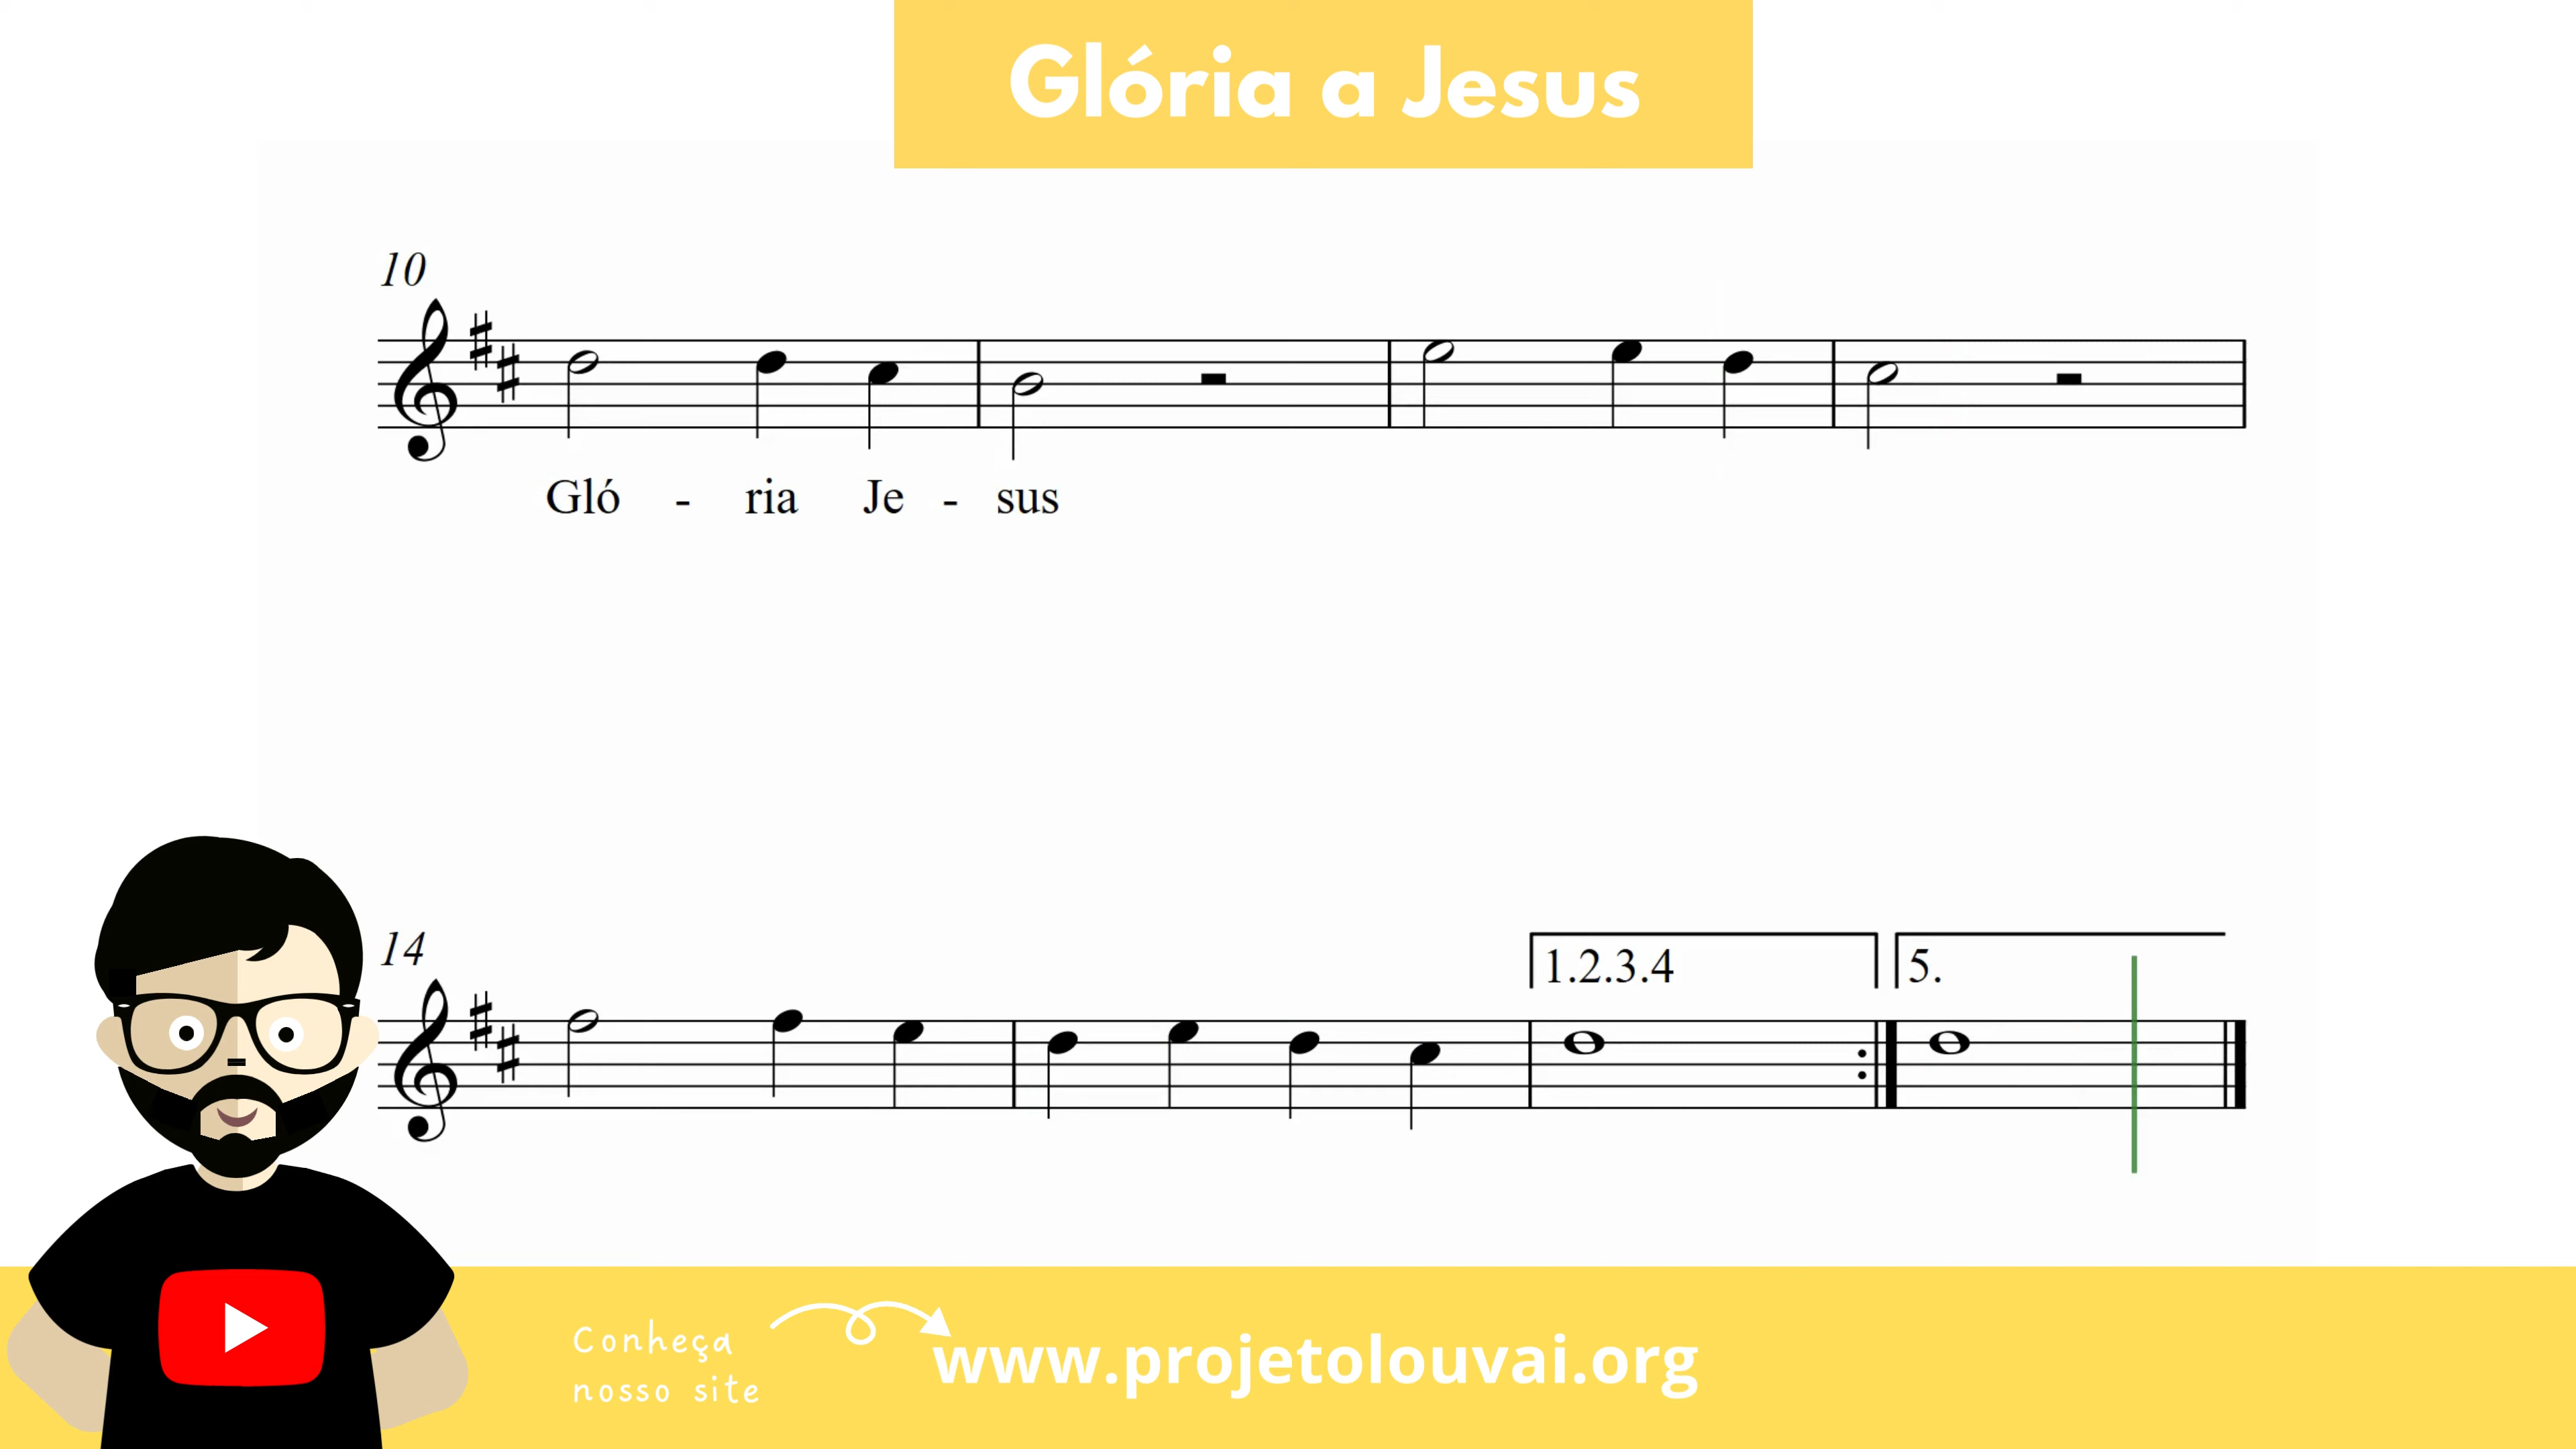 Glória a Jesus
10
Gló - ria Je - sus
14
1.2.3.4
5.
Conheça
nosso site
www.projetolouvai.org